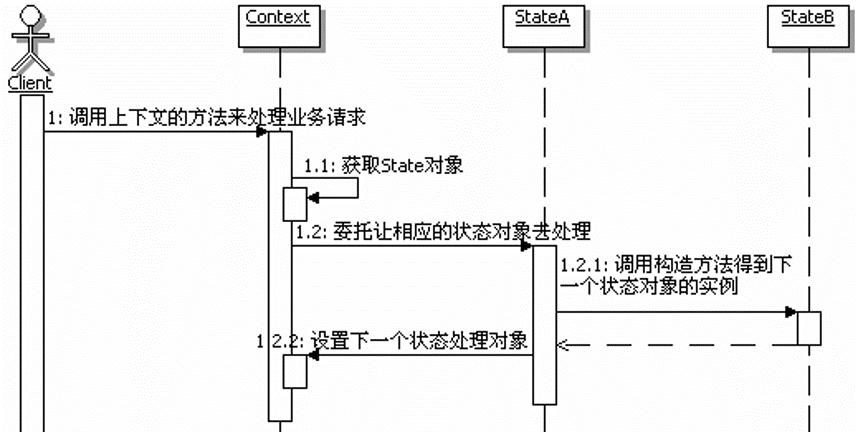 Context
StateA
StateB
Client
1: 调用上下文的方法来处理业务请求
1.1: 获取State对象
1.2: 委托让相应的状态对象去处理
1.2.1: 调用构造方法得到下
一个状态对象的实例
1.2.2: 设置下一个状态处理对象